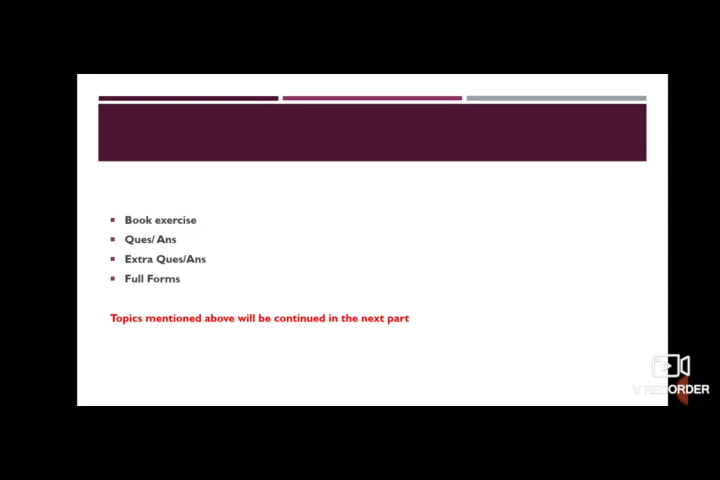 Book exercise
Ques/ Ans
Extra Ques/Ans
Full Forms
Topics mentioned above will be continued in the next part
V RECORDER